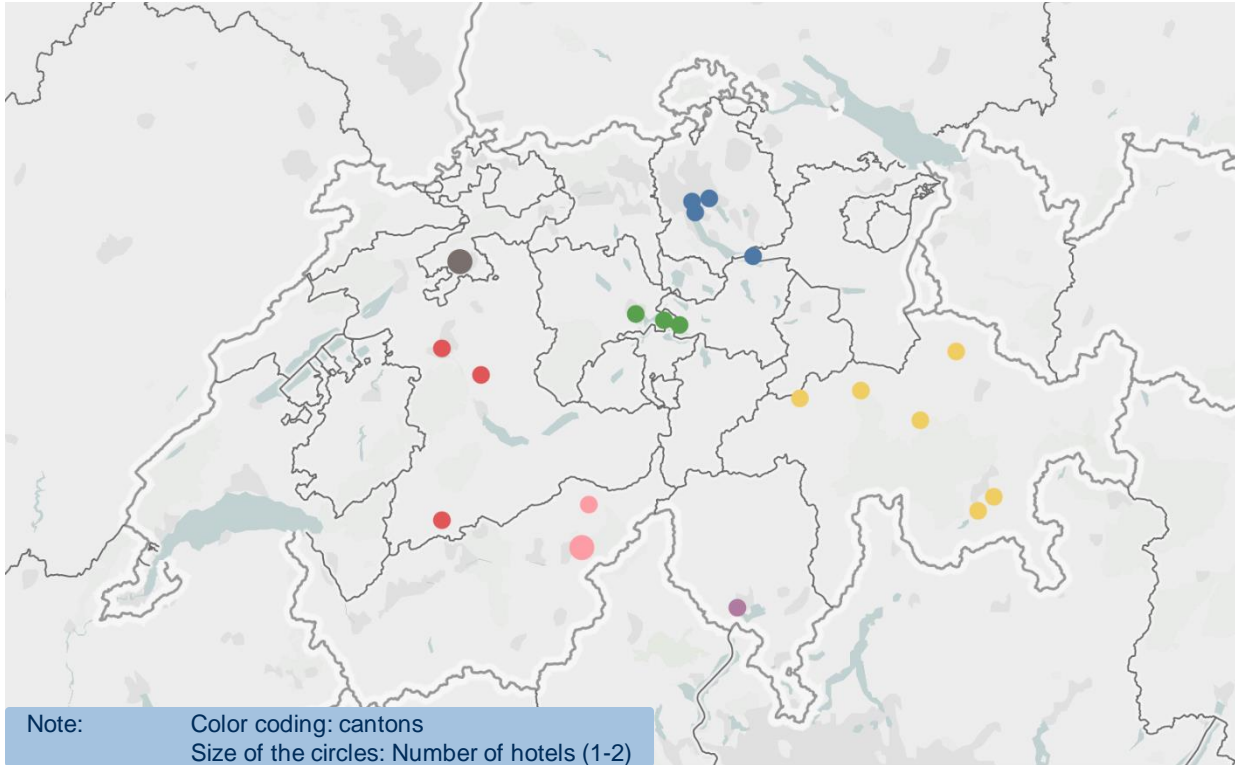 Note: Color coding: cantons
Size of the circles: Number of hotels (1-2)